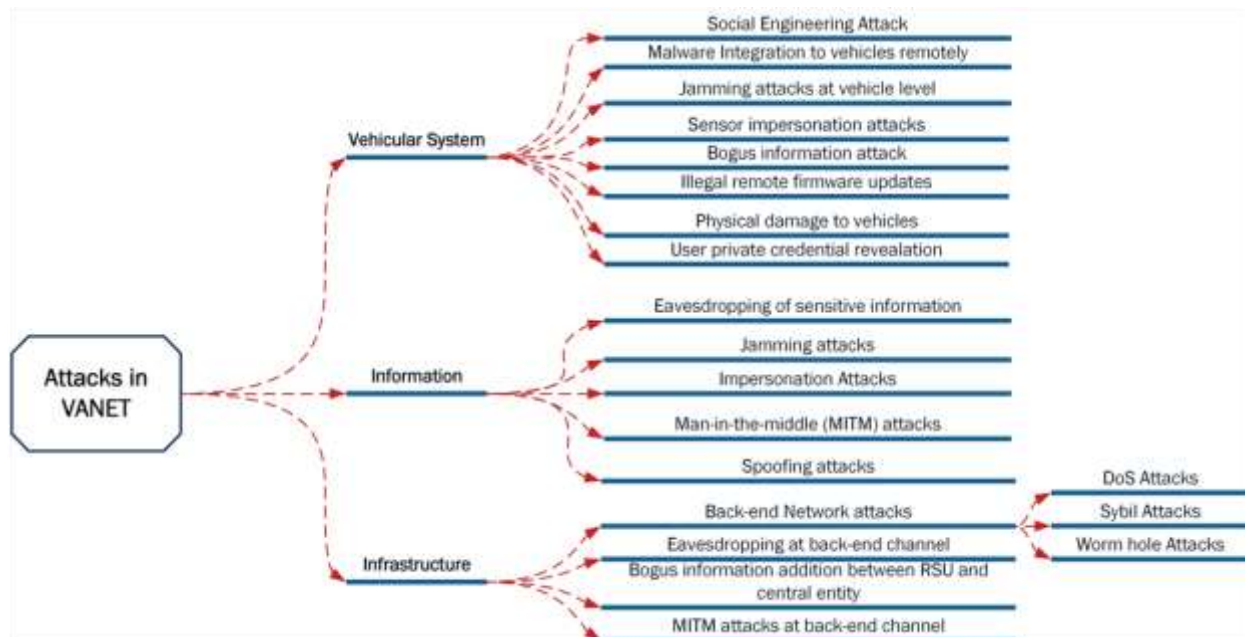 Social Engineering Attack
Malware Integration to vehicles remotely
Jamming attacks at vehicle level
Sensor impersonation attacks
Vehicular System
Bogus information attack
Illegal remote firmware updates
Physical damage to vehicles
User private credential revealation
Eavesdropping of sensitive information
Jamming attacks
Attacks in
VANET
Information
Impersonation Attacks
Man-in-the-middle (MITM) attacks
Spoofing attacks
DoS Attacks
Back-end Network attacks
Sybil Attacks
Eavesdropping at back-end channel
Worm hole Attacks
Infrastructure
Bogus information addition between RSU and
central entity
MITM attacks at back-end channel